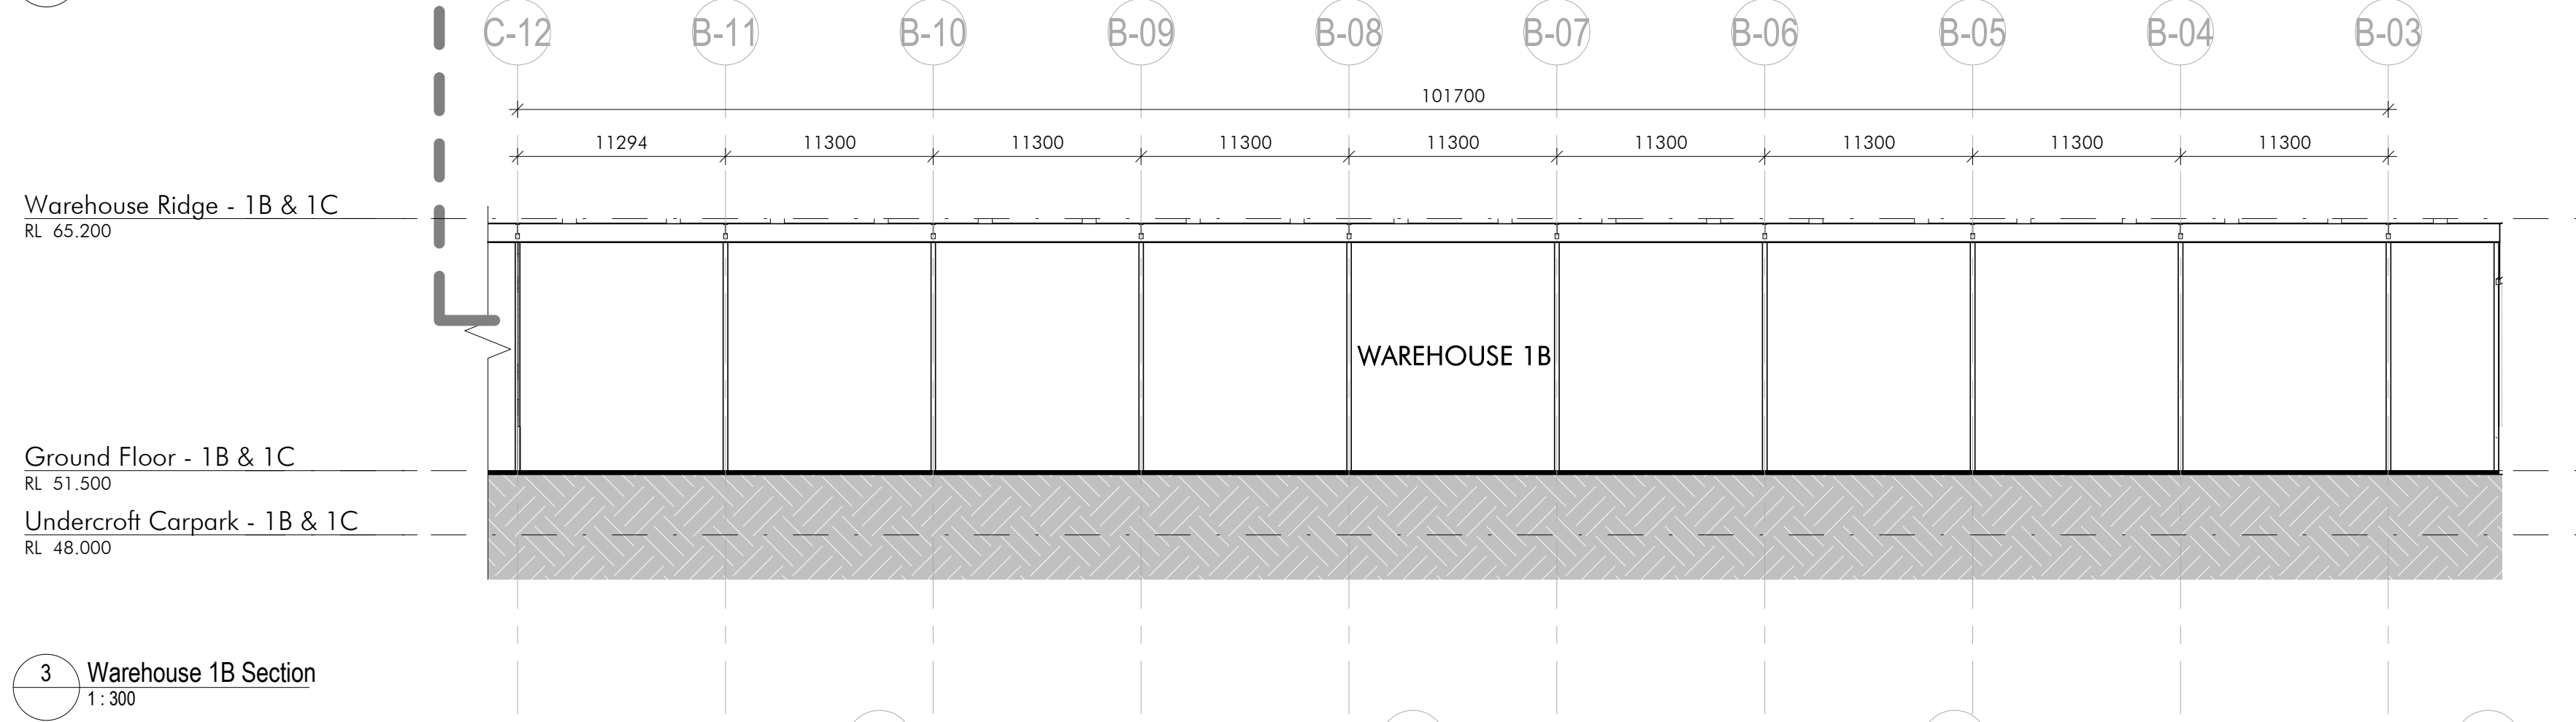 C-12 B-11 B-10 B-09 B-08 B-07 B-06 B-05 B-04 B-03
101700
11294 11300 11300 11300 11300 11300 11300 11300 11300
Warehouse Ridge - 1B & 1C
RL 65.200
WAREHOUSE 1B
Ground Floor - 1B & 1C
RL 51.500
Undercroft Carpark - 1B & 1C
RL 48.000
3 Warehouse 1B Section
1 : 300